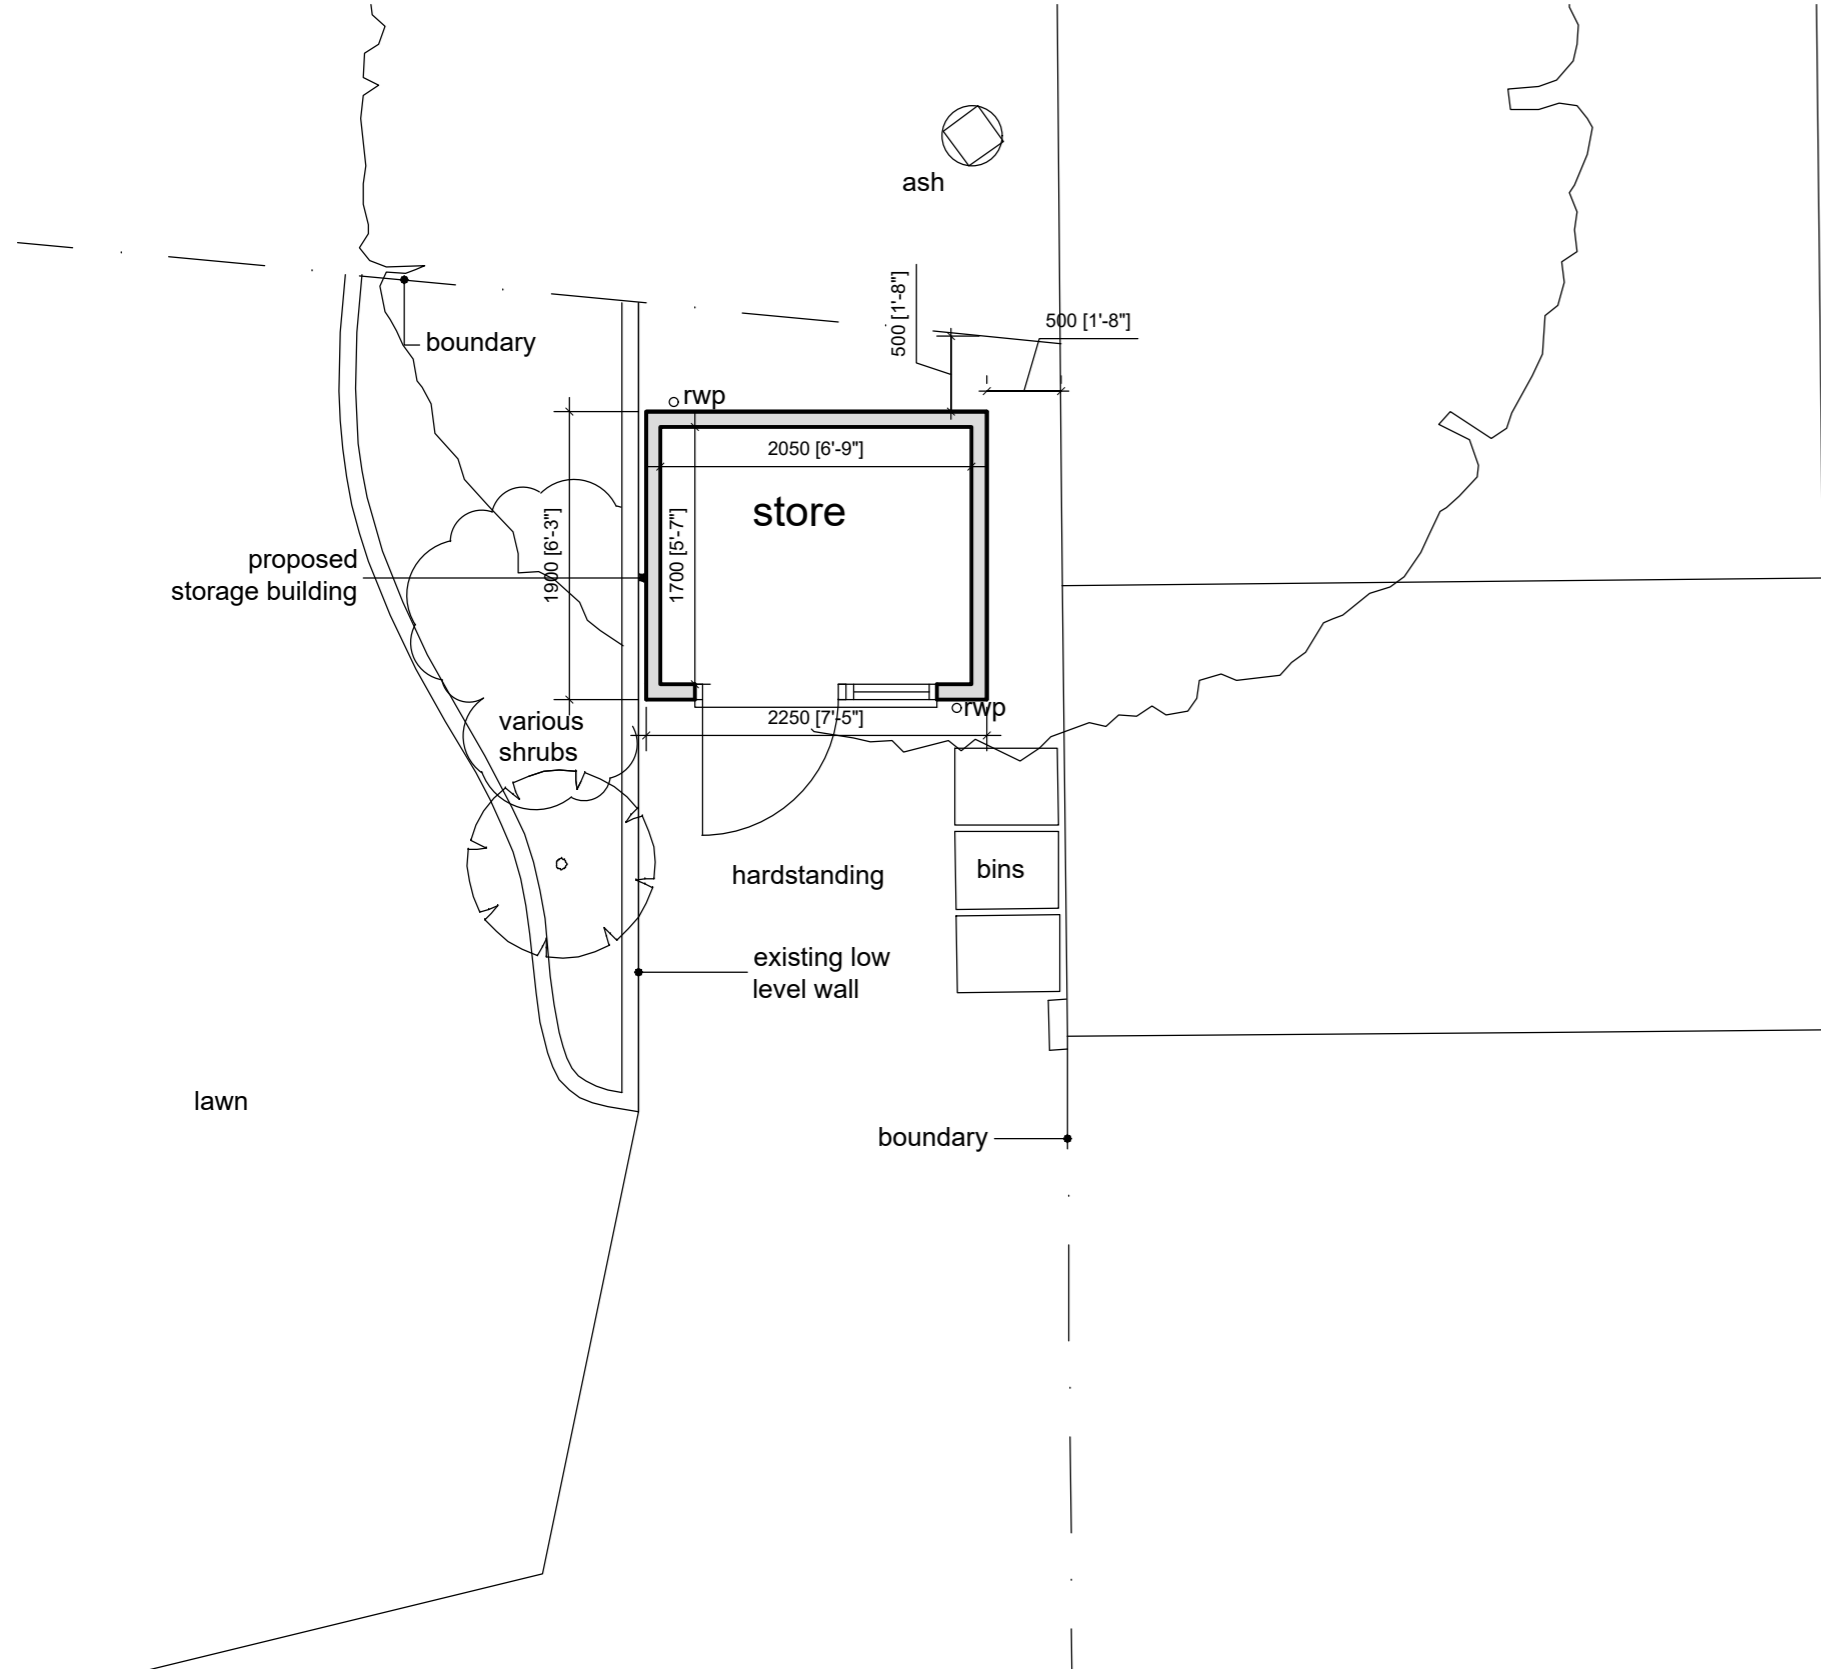 ash
500 [1'-8"]
500 [1'-8"]
boundary
rwp
2050 [6'-9"]
store
proposed
storage building
1900 [6'-3"]
1700 [5'-7"]
rwp
2250 [7'-5"]
various
shrubs
bins
hardstanding
existing low
level wall
lawn
boundary